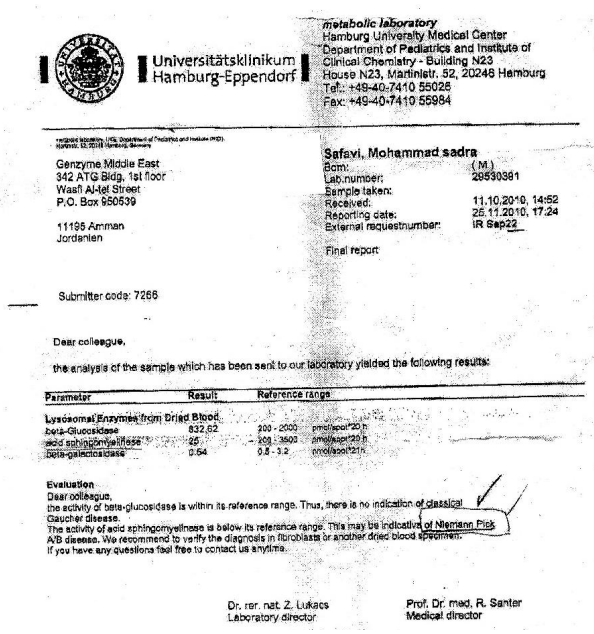 metabolic laboratory
Hamburg University Medical Center
Department of Pediatrics and Institute of
Clinical Chemistry - Building N23
House N23, Martinistr. 52, 20246 Hamburg
Tel.: +49-40-7410 55026
Fax: +49-40-7410 55984
Universitätsklinikum
Hamburg-Eppendorf
Genzyme Middle East
342 ATG Bldg, 1st floor
Wasfi Al-tel Street
P.O. Box 950539
11195 Amman
Jordanien
Safavi, Mohammad sadra
Born: (M)
Lab.number: 29530381
Sample taken:
Received: 11.10.2010, 14:52
Reporting date: 25.11.2010, 17:24
External requestnumber: IR Sep22
Final report
Submitter code: 7266
Dear colleague,
the analysis of the sample which has been sent to our laboratory yielded the following results:
Parameter Result Reference range
Lysosomal Enzymes from Dried Blood
beta-Glucosidase 832,62 200 - 2000 pmol/spot*20 h
acid sphingomyelinase 25 200 - 3500 pmol/spot*20 h
beta-galactosidase 0.54 0.5 - 3.2 nmol/spot*21h
Evaluation
Dear colleague,
the activity of beta-glucosidase is within its reference range. Thus, there is no indication of classical
Gaucher disease.
The activity of acid sphingomyelinase is below its reference range. This may be indicative of Niemann Pick
A/B disease. We recommend to verify the diagnosis in fibroblasts or another dried blood specimen.
If you have any questions feel free to contact us anytime.
Dr. rer. nat. Z. Lukacs
Laboratory director
Prof. Dr. med. R. Santer
Medical director